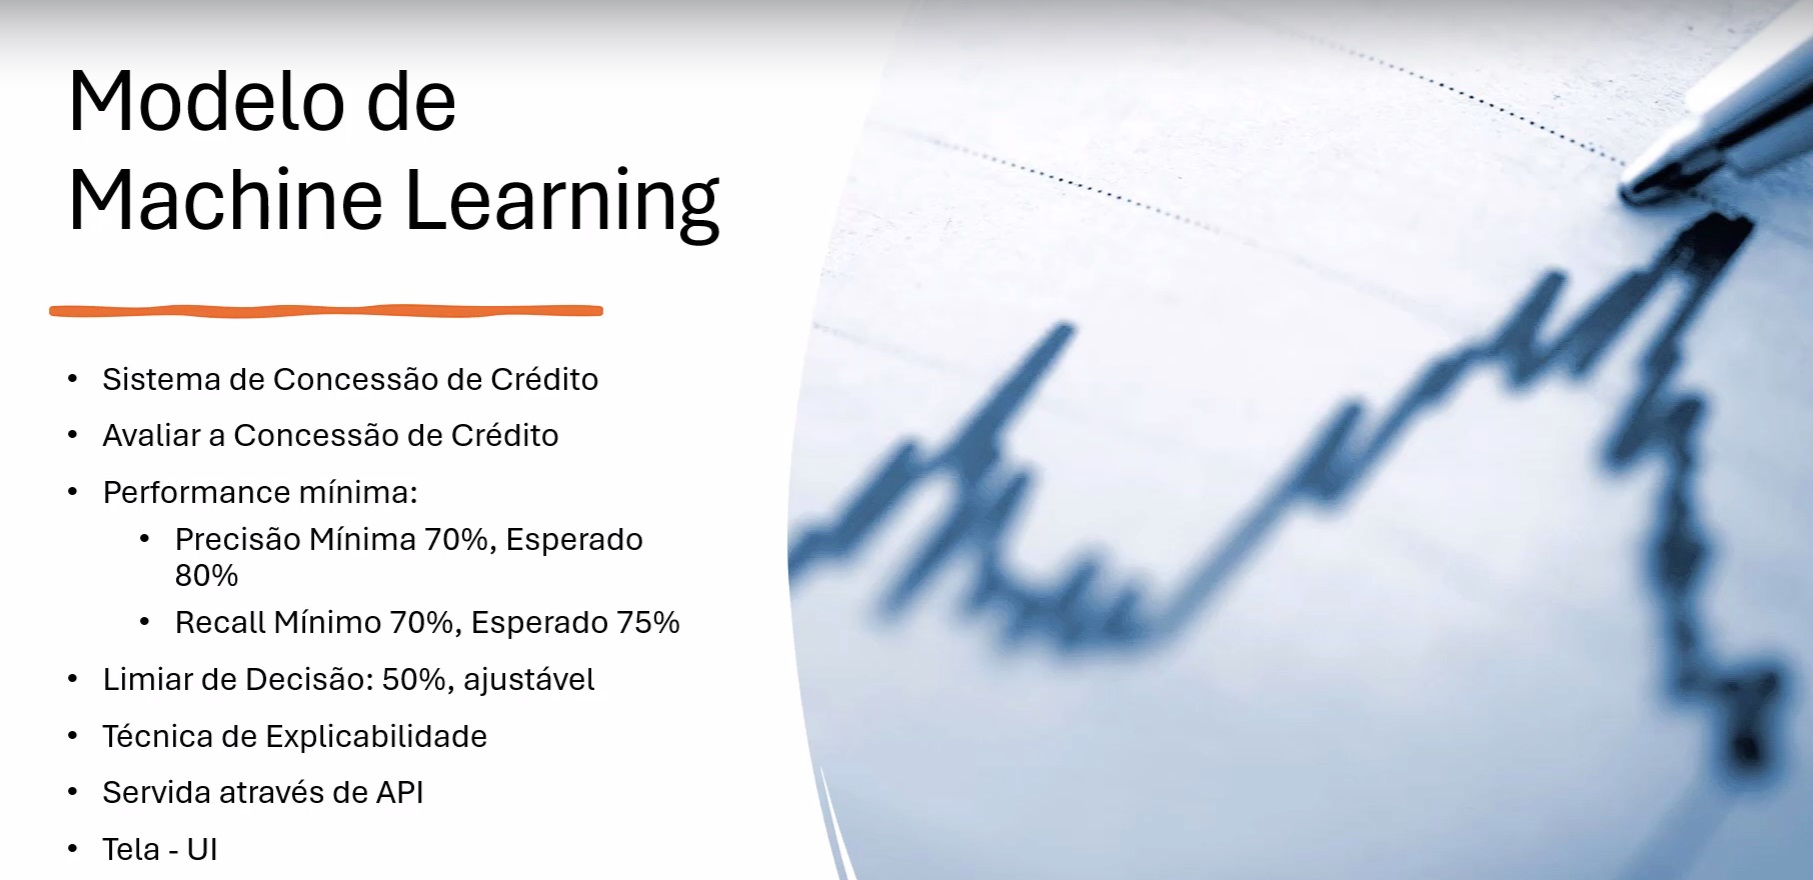 Modelo de
Machine Learning
• Sistema de Concessão de Crédito
• Avaliar a Concessão de Crédito
• Performance mínima:
• Precisão Mínima 70%, Esperado
80%
• Recall Mínimo 70%, Esperado 75%
• Limiar de Decisão: 50%, ajustável
• Técnica de Explicabilidade
• Servida através de API
• Tela - UI